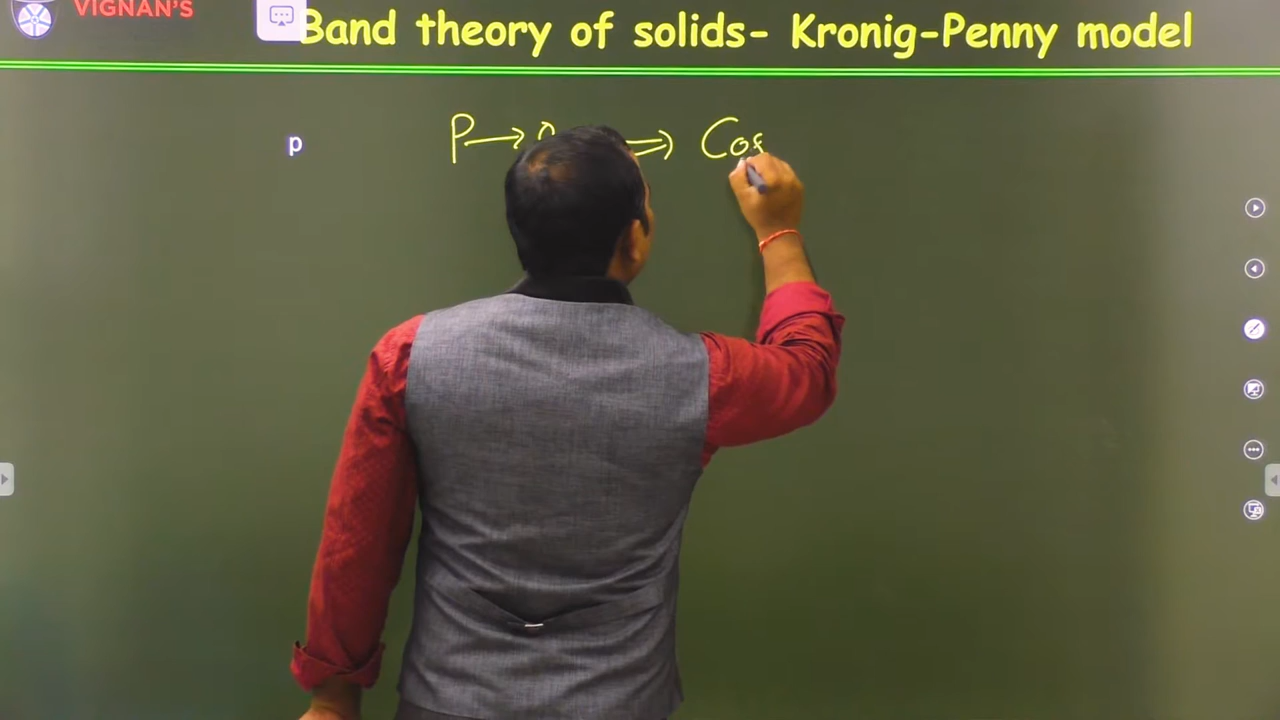 VIGNAN'S
Band theory of solids- Kronig-Penny model
p P → ⇒ Cos